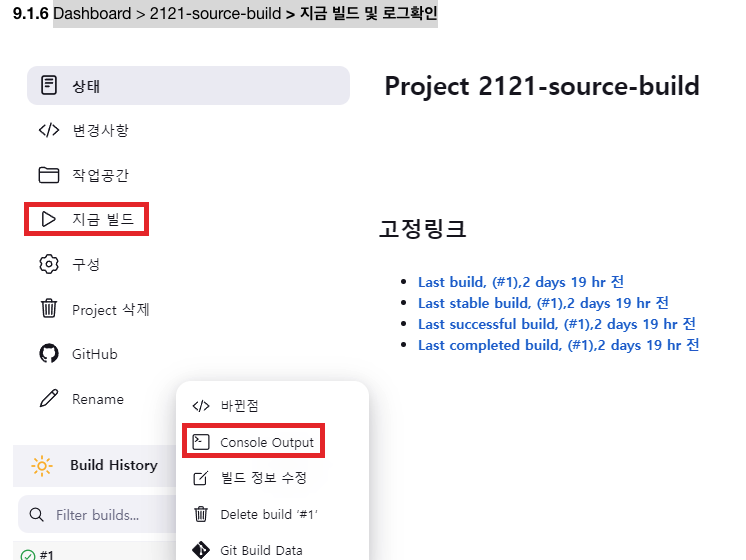 9.1.6 Dashboard > 2121-source-build > 지금 빌드 및 로그확인
상태
Project 2121-source-build
변경사항
작업공간
지금 빌드
고정링크
구성
Last build, (#1),2 days 19 hr 전
Last stable build, (#1),2 days 19 hr 전
Project 삭제
Last successful build, (#1),2 days 19 hr 전
Last completed build, (#1),2 days 19 hr 전
GitHub
Rename
바뀐점
Console Output
Build History
빌드 정보 수정
Filter builds...
Delete build '#1'
Git Build Data
#1